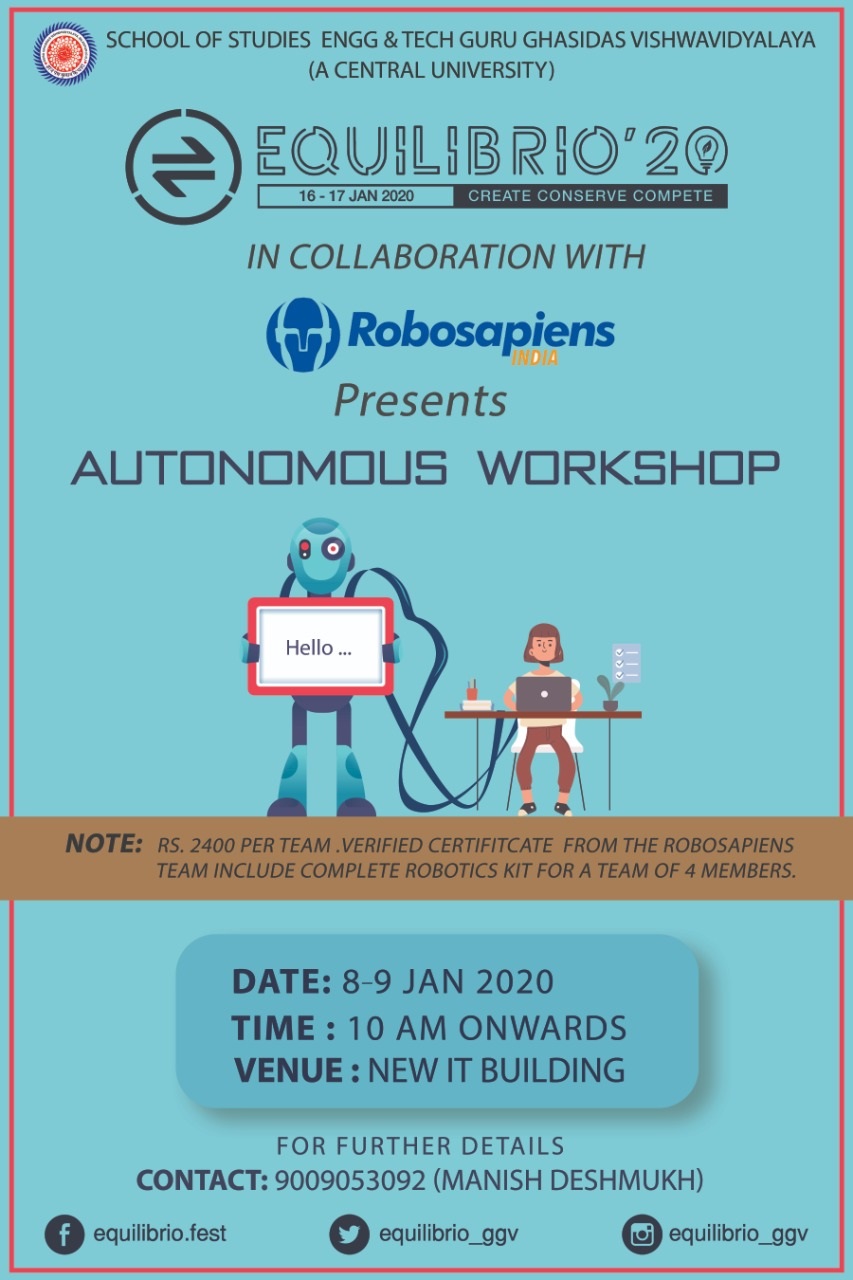 SCHOOL OF STUDIES ENGG & TECH GURU GHASIDAS VISHWAVIDYALAYA
(A CENTRAL UNIVERSITY)
EQUILIBRIO'20
16 - 17 JAN 2020 CREATE CONSERVE COMPETE
IN COLLABORATION WITH
Robosapiens
INDIA
Presents
AUTONOMOUS WORKSHOP
Hello ...
NOTE: RS. 2400 PER TEAM .VERIFIED CERTIFITCATE FROM THE ROBOSAPIENS
TEAM INCLUDE COMPLETE ROBOTICS KIT FOR A TEAM OF 4 MEMBERS.
DATE: 8-9 JAN 2020
TIME : 10 AM ONWARDS
VENUE : NEW IT BUILDING
FOR FURTHER DETAILS
CONTACT: 9009053092 (MANISH DESHMUKH)
equilibrio.fest equilibrio_ggv equilibrio_ggv